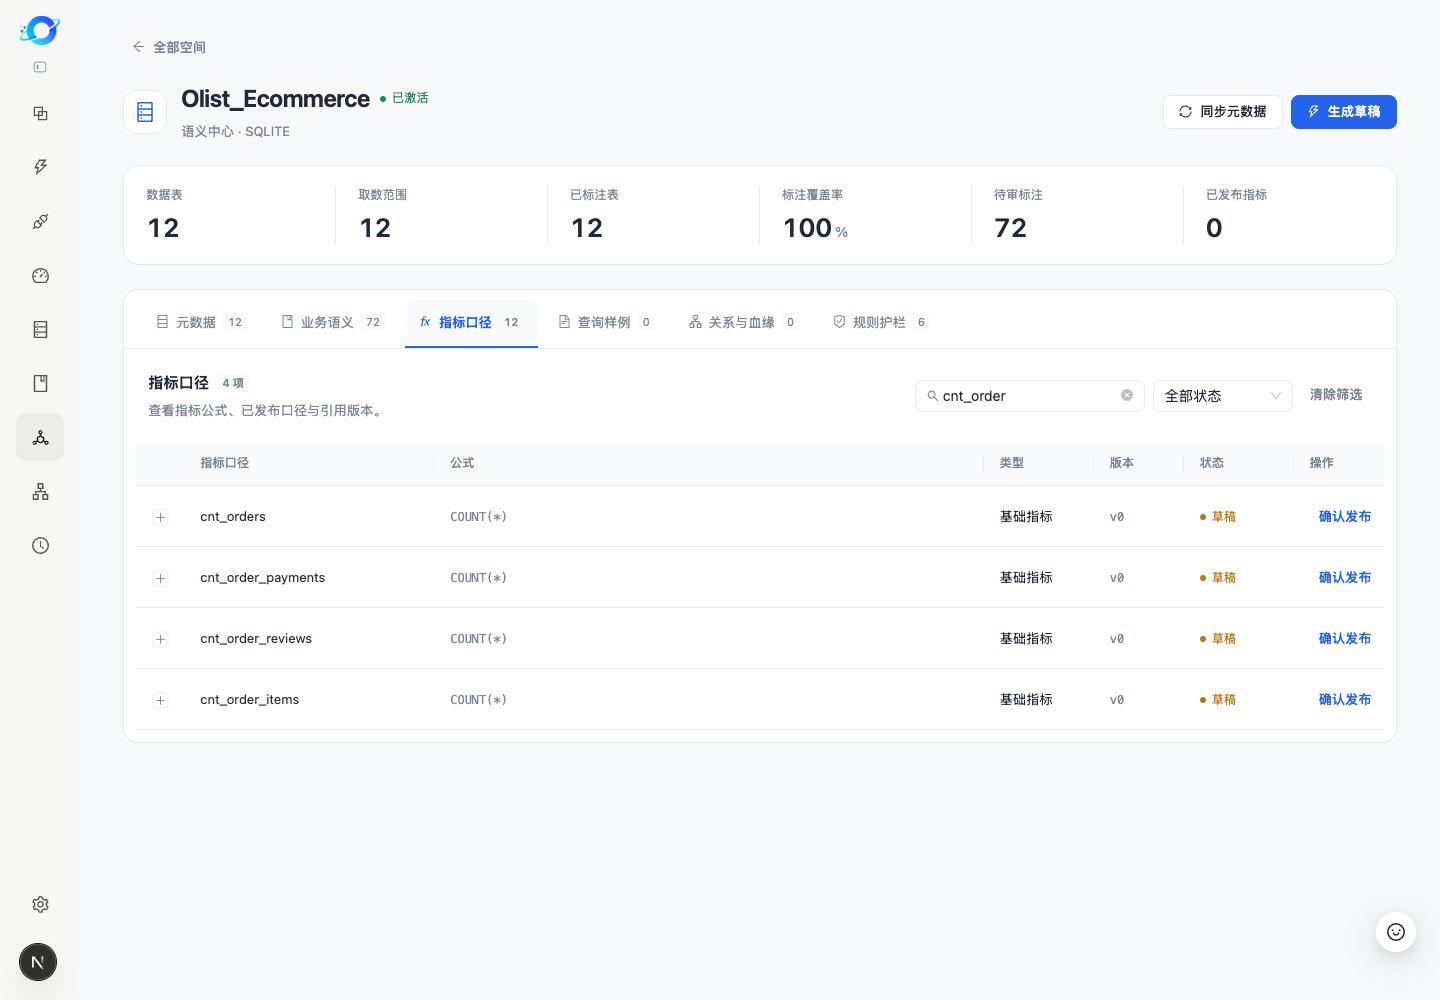 全部空间
Olist_Ecommerce 已激活
语义中心 · SQLITE
同步元数据 生成草稿
数据表 取数范围 已标注表 标注覆盖率 待审标注 已发布指标
12 12 12 100 % 72 0
元数据 12 业务语义 72 fx 指标口径 12 查询样例 0 关系与血缘 0 规则护栏 6
指标口径 4 项
查看指标公式、已发布口径与引用版本。
cnt_order 全部状态 清除筛选
指标口径 公式 类型 版本 状态 操作
cnt_orders COUNT(*) 基础指标 v0 草稿 确认发布
cnt_order_payments COUNT(*) 基础指标 v0 草稿 确认发布
cnt_order_reviews COUNT(*) 基础指标 v0 草稿 确认发布
cnt_order_items COUNT(*) 基础指标 v0 草稿 确认发布
N